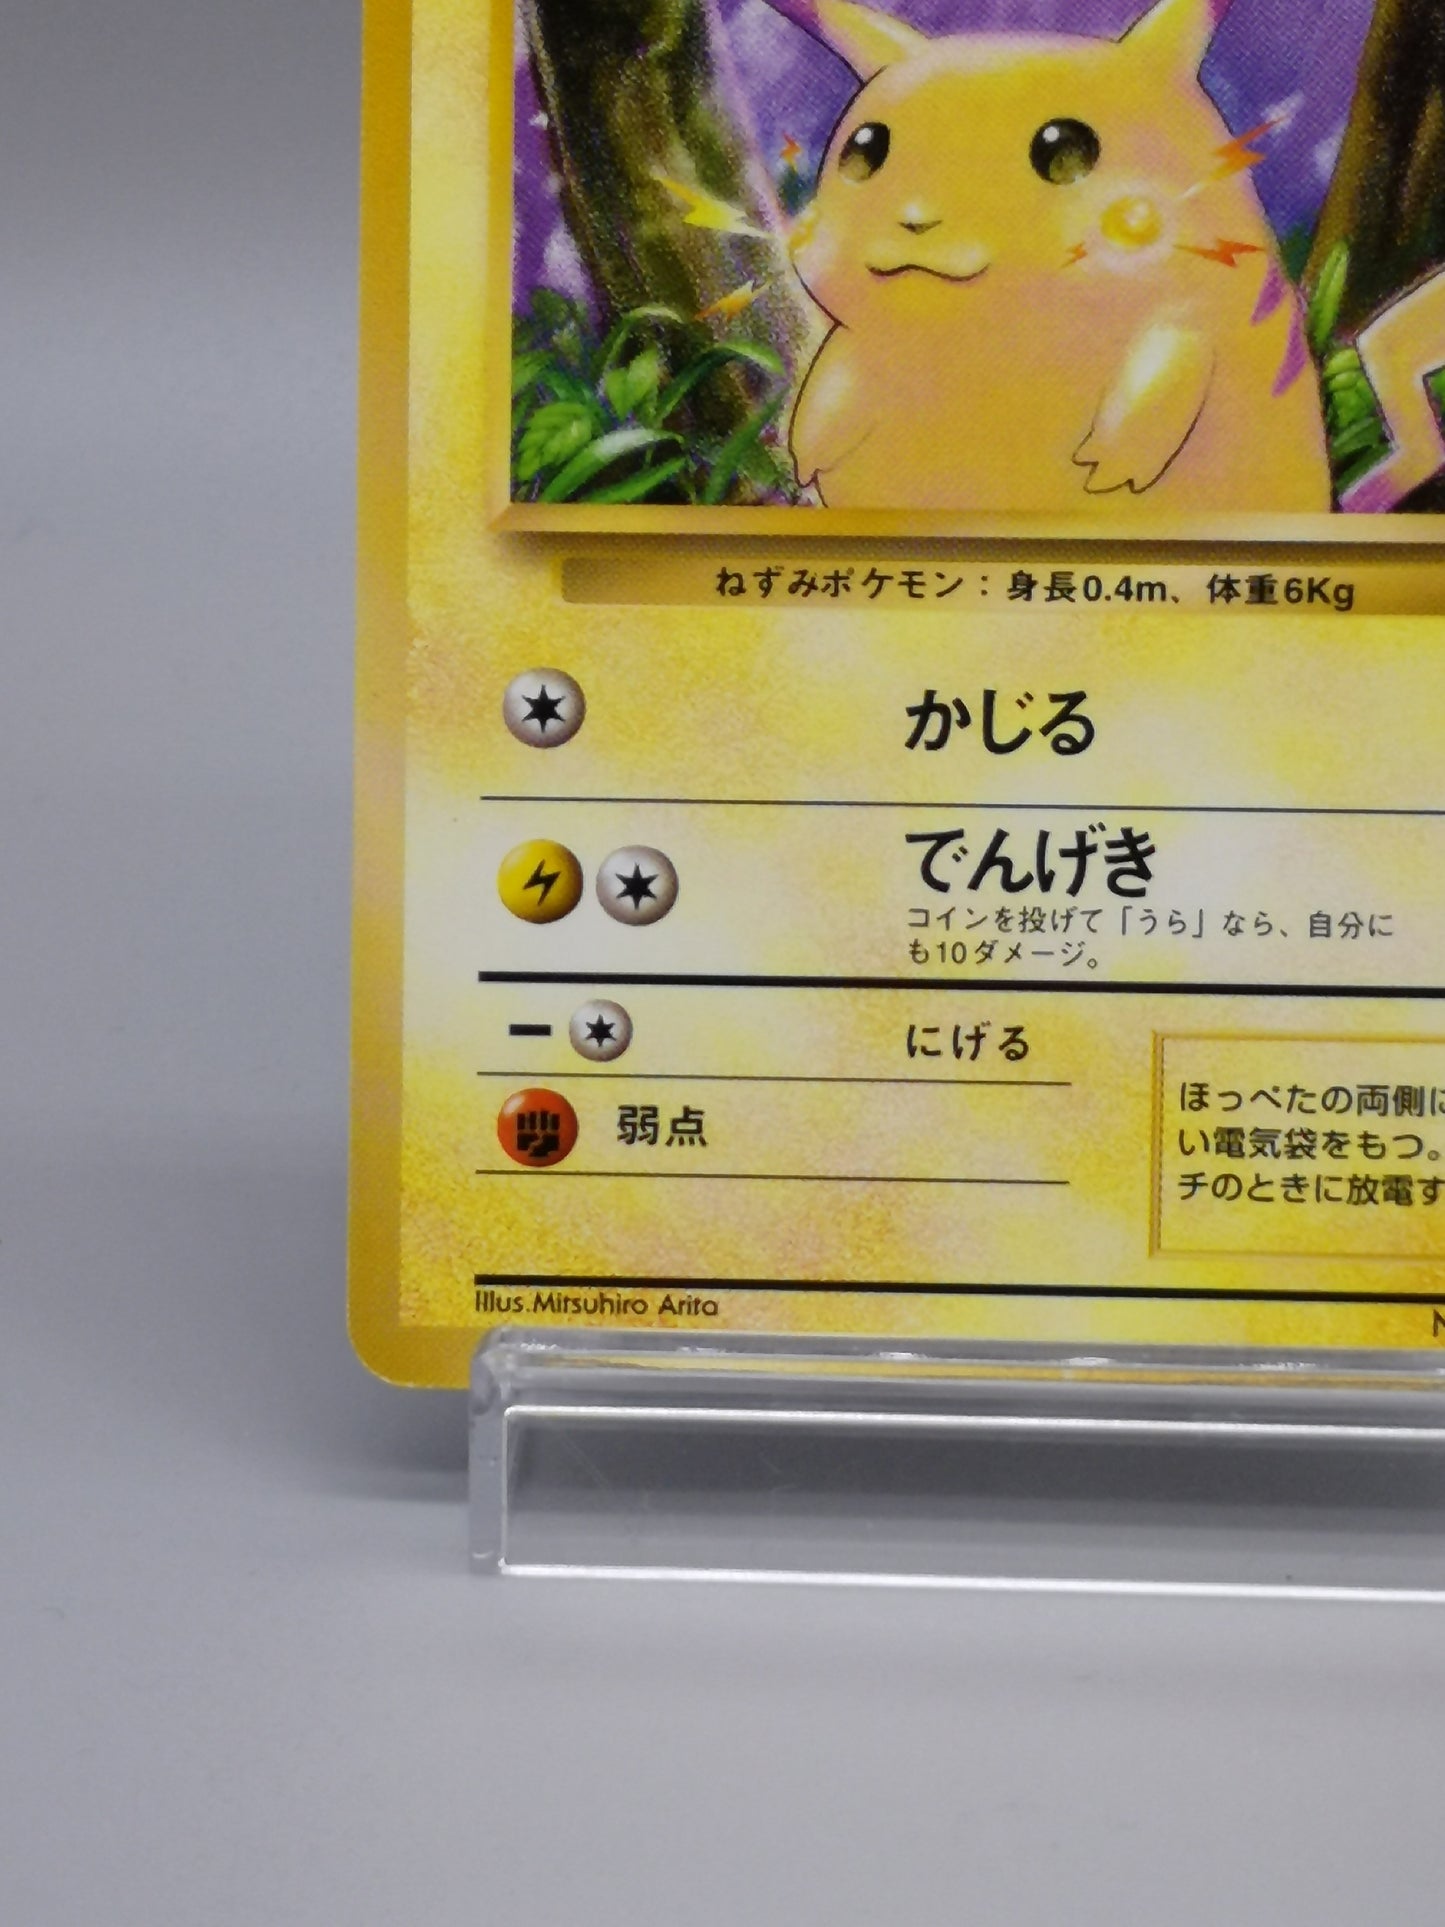 ねずみポケモン：身長0.4m、体重6Kg
かじる
でんげき
コインを投げて「うら」なら、自分に
も10ダメージ。
にげる
弱点
ほっぺたの両側に
い電気袋をもつ。
チのときに放電す
Illus.Mitsuhiro Arita